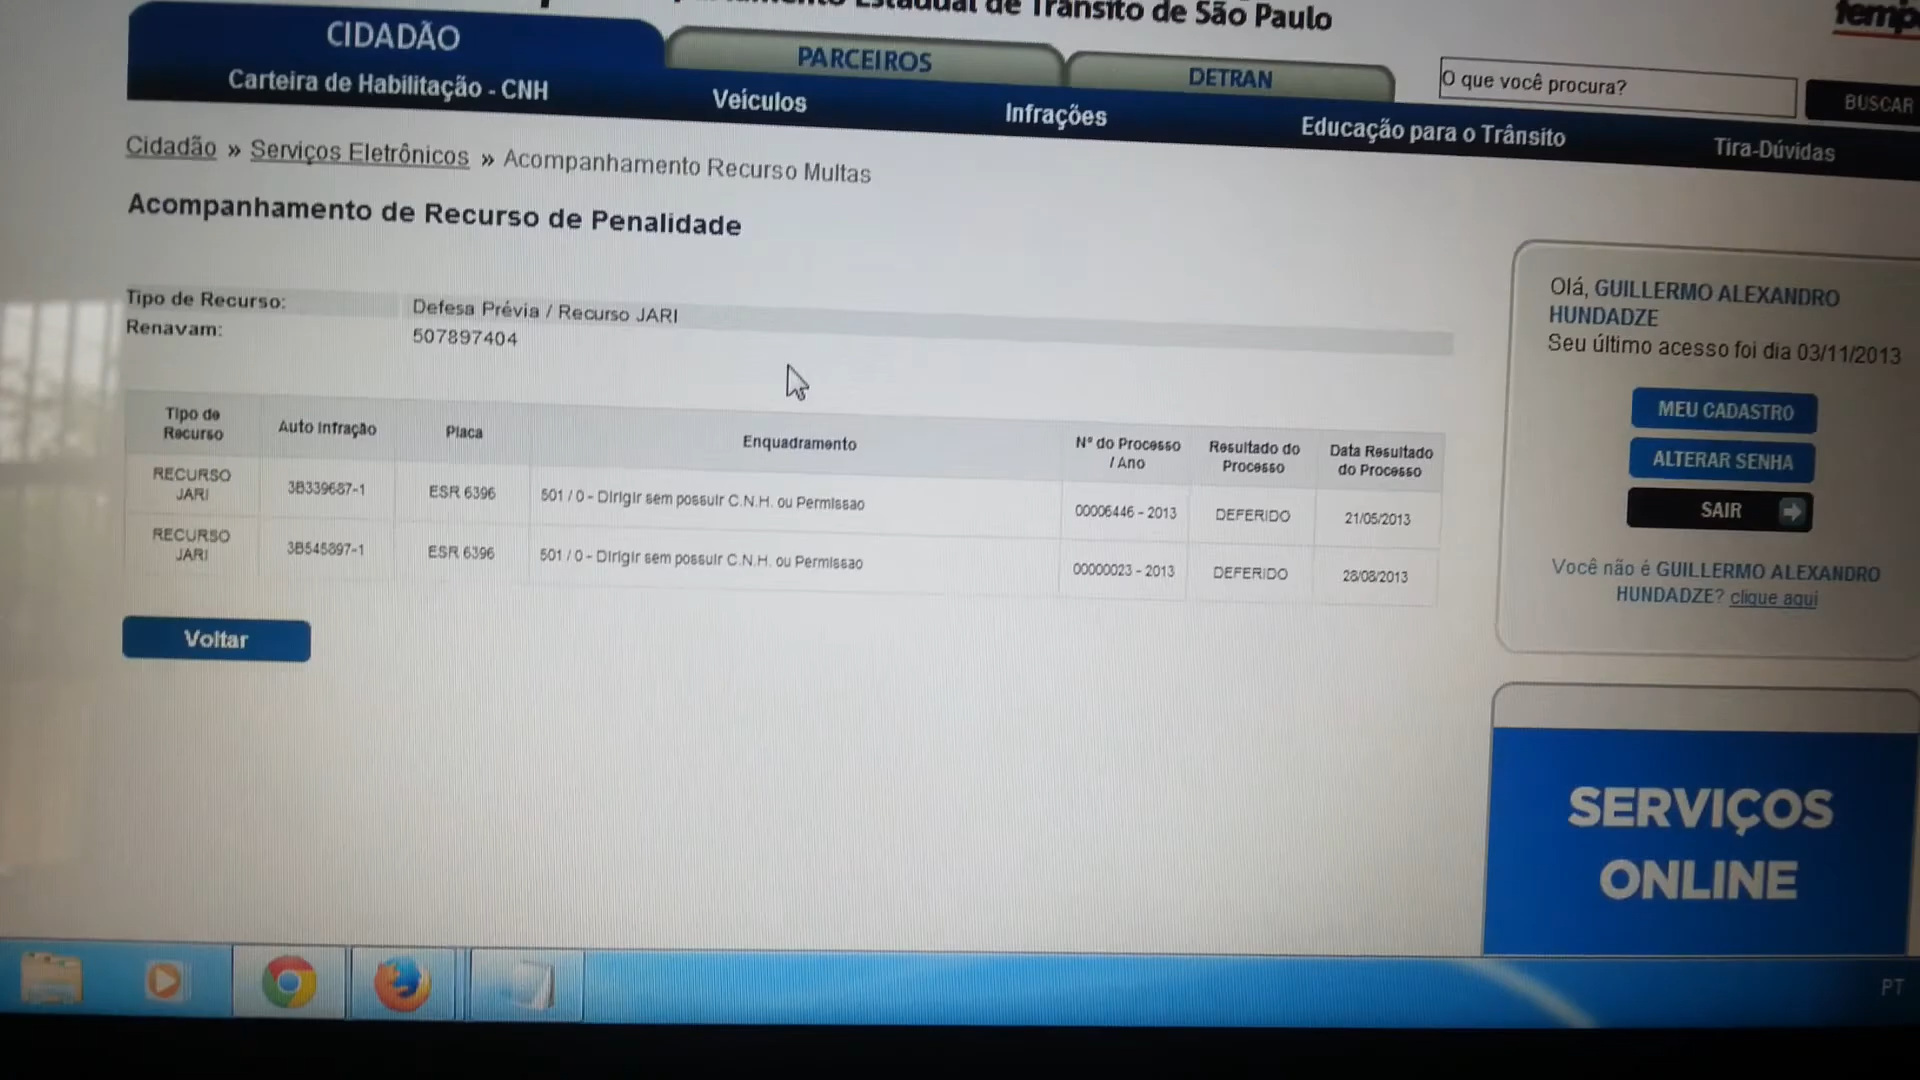 Estadual de Trânsito de São Paulo
CIDADÃO
PARCEIROS
DETRAN
O que você procura?
BUSCAR
Carteira de Habilitação - CNH
Veículos
Infrações
Educação para o Trânsito
Tira-Dúvidas
Cidadão » Serviços Eletrônicos » Acompanhamento Recurso Multas
Acompanhamento de Recurso de Penalidade
Tipo de Recurso: Defesa Prévia / Recurso JARI
Renavam: 507897404
Tipo de Recurso Auto Infração Placa Enquadramento Nº do Processo / Ano Resultado do Processo Data Resultado do Processo
RECURSO JARI 3B339687-1 ESR 6396 501 / 0 - Dirigir sem possuir C.N.H. ou Permissao 00006446 - 2013 DEFERIDO 21/05/2013
RECURSO JARI 3B545897-1 ESR 6396 501 / 0 - Dirigir sem possuir C.N.H. ou Permissao 00000023 - 2013 DEFERIDO 28/08/2013
Voltar
Olá, GUILLERMO ALEXANDRO
HUNDADZE
Seu último acesso foi dia 03/11/2013
MEU CADASTRO
ALTERAR SENHA
SAIR
Você não é GUILLERMO ALEXANDRO
HUNDADZE? clique aqui
SERVIÇOS
ONLINE
PT